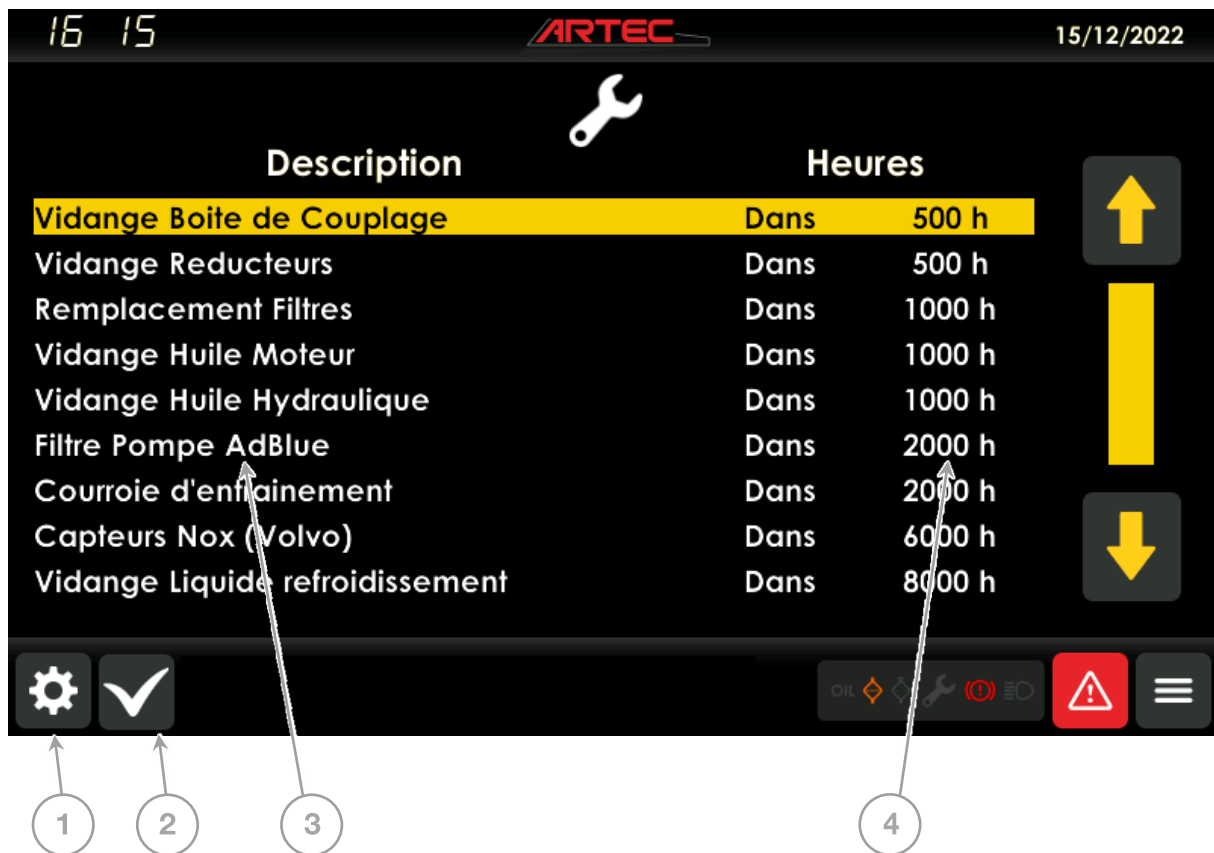 16 15 ARTEC 15/12/2022
Description Heures
Vidange Boite de Couplage Dans 500 h
Vidange Reducteurs Dans 500 h
Remplacement Filtres Dans 1000 h
Vidange Huile Moteur Dans 1000 h
Vidange Huile Hydraulique Dans 1000 h
Filtre Pompe AdBlue Dans 2000 h
Courroie d'entrainement Dans 2000 h
Capteurs Nox (Volvo) Dans 6000 h
Vidange Liquide refroidissement Dans 8000 h
OIL
1 2 3 4